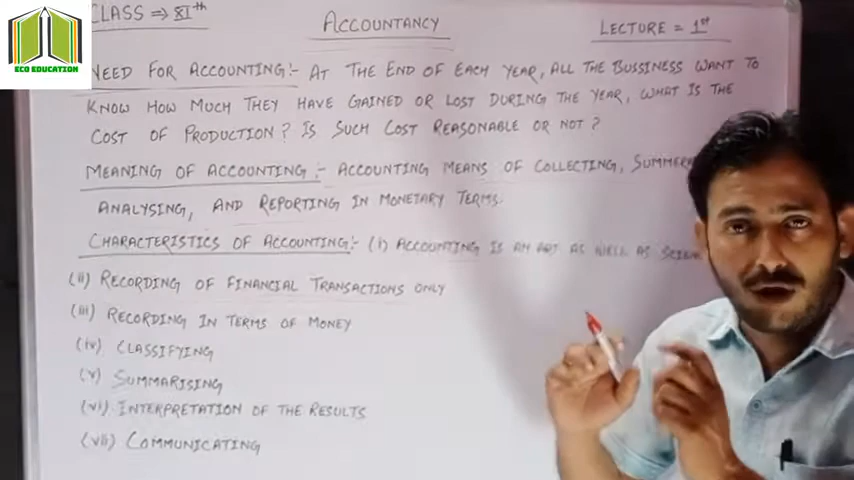 CLASS ⇒ XIth
ACCOUNTANCY
LECTURE = 1st
ECO EDUCATION
NEED FOR ACCOUNTING:- AT THE END OF EACH YEAR, ALL THE BUSSINESS WANT TO
KNOW HOW MUCH THEY HAVE GAINED OR LOST DURING THE YEAR, WHAT IS THE
COST OF PRODUCTION? IS SUCH COST REASONABLE OR NOT?
MEANING OF ACCOUNTING:- ACCOUNTING MEANS OF COLLECTING,
ANALYSING, AND REPORTING IN MONETARY TERMS.
CHARACTERISTICS OF ACCOUNTING:- (i) ACCOUNTING IS AN ART AS WELL AS
(ii) RECORDING OF FINANCIAL TRANSACTIONS ONLY
(iii) RECORDING IN TERMS OF MONEY
(iv) CLASSIFYING
(v) SUMMARISING
(vi) INTERPRETATION OF THE RESULTS
(vii) COMMUNICATING